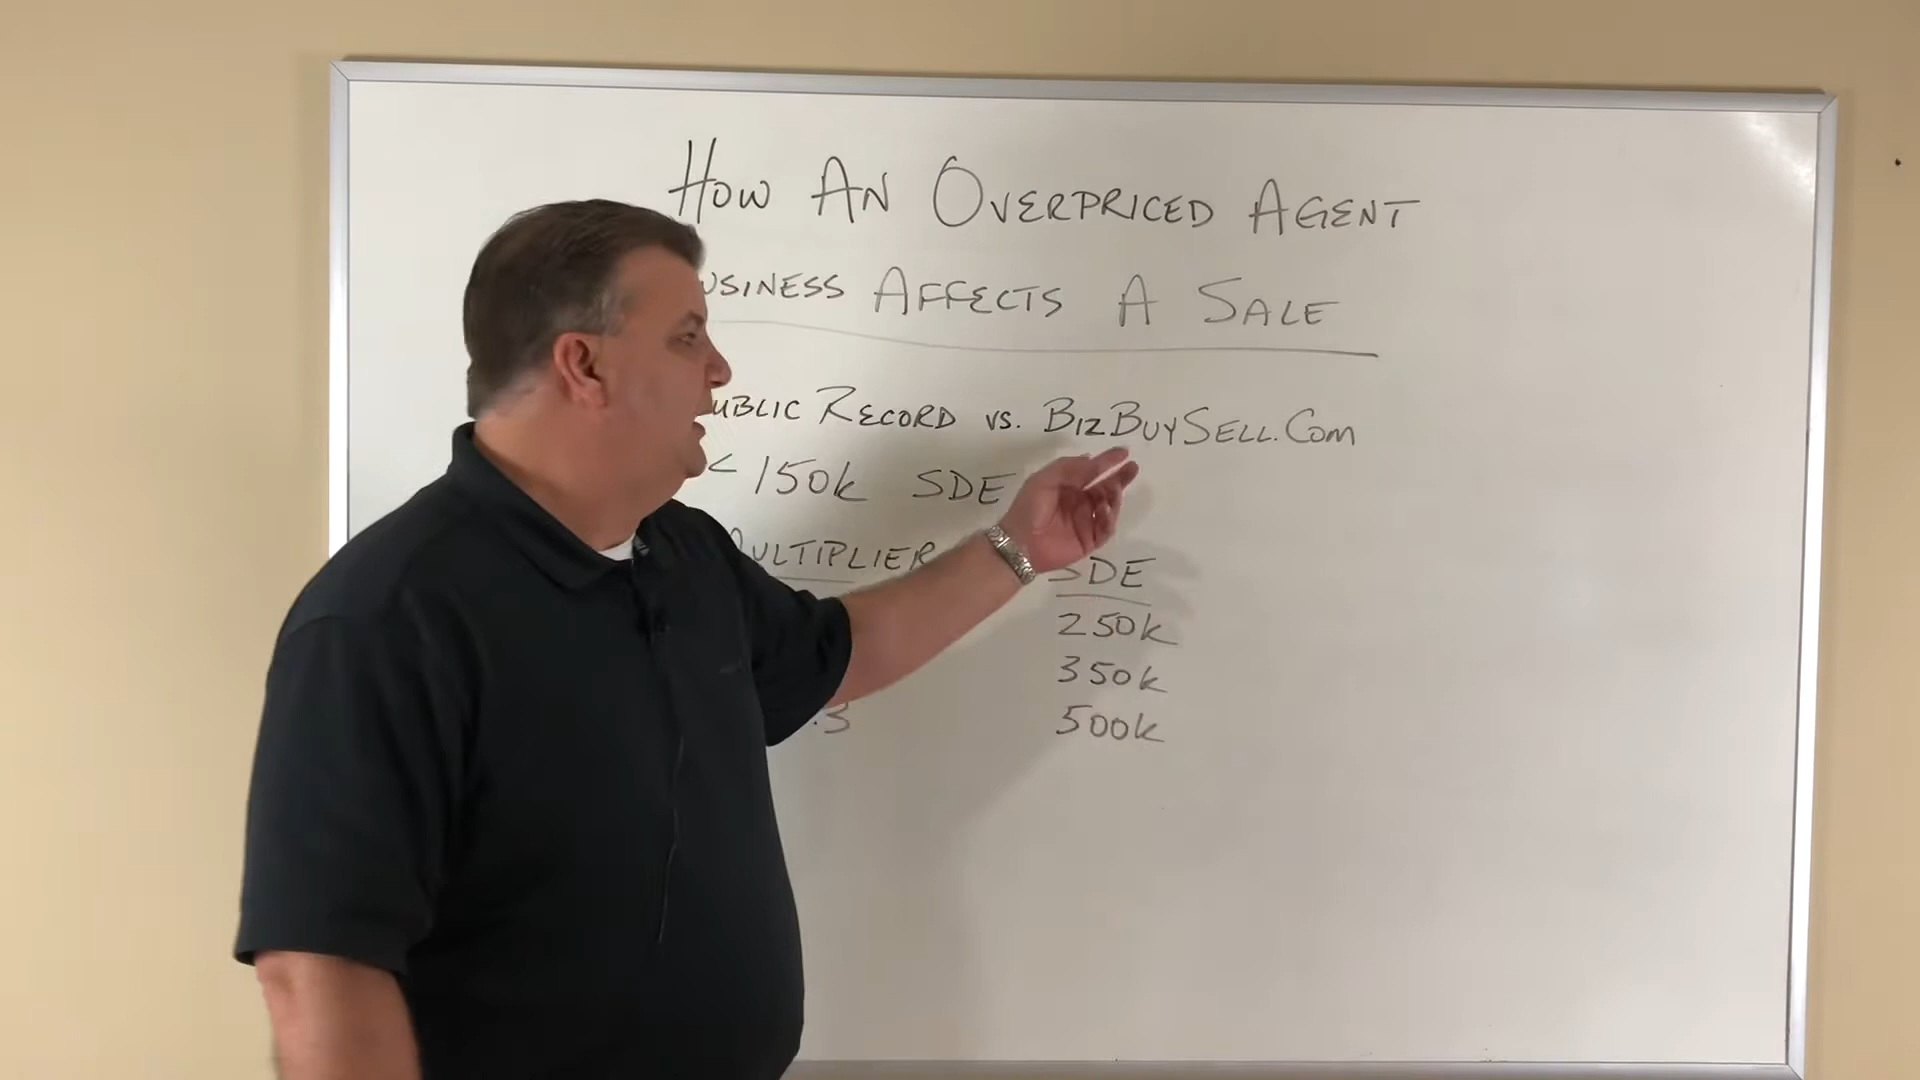 How An Overpriced Agent
usiness Affects A Sale
ublic Record vs. BizBuySell.Com
< 150k SDE
ultiplier SDE
250k
350k
.3 500k